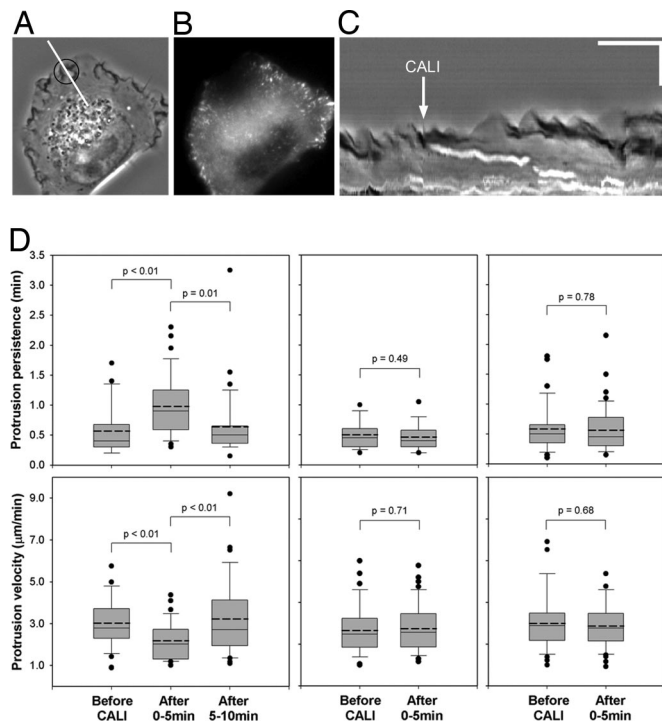 A
B
C
CALI
D
Protrusion persistence (min)
3.5
3.0
2.5
2.0
1.5
1.0
0.5
0.0
p < 0.01
p = 0.01
p = 0.49
p = 0.78
Protrusion velocity (μm/min)
9.0
7.0
5.0
3.0
1.0
p < 0.01
p < 0.01
p = 0.71
p = 0.68
Before CALI
After 0-5min
After 5-10min
Before CALI
After 0-5min
Before CALI
After 0-5min